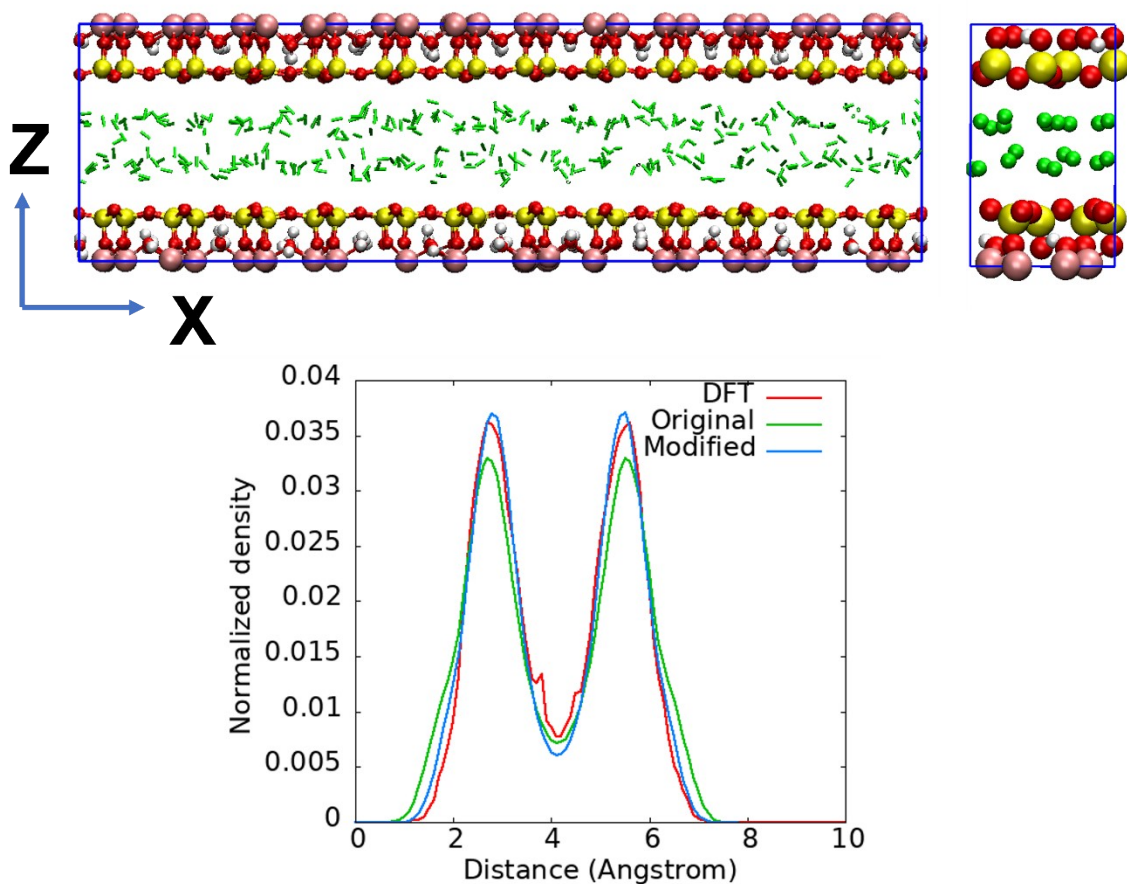 Z
X
0.04
0.035
0.03
0.025
0.02
0.015
0.01
0.005
0
Normalized density
DFT
Original
Modified
0 2 4 6 8 10
Distance (Angstrom)